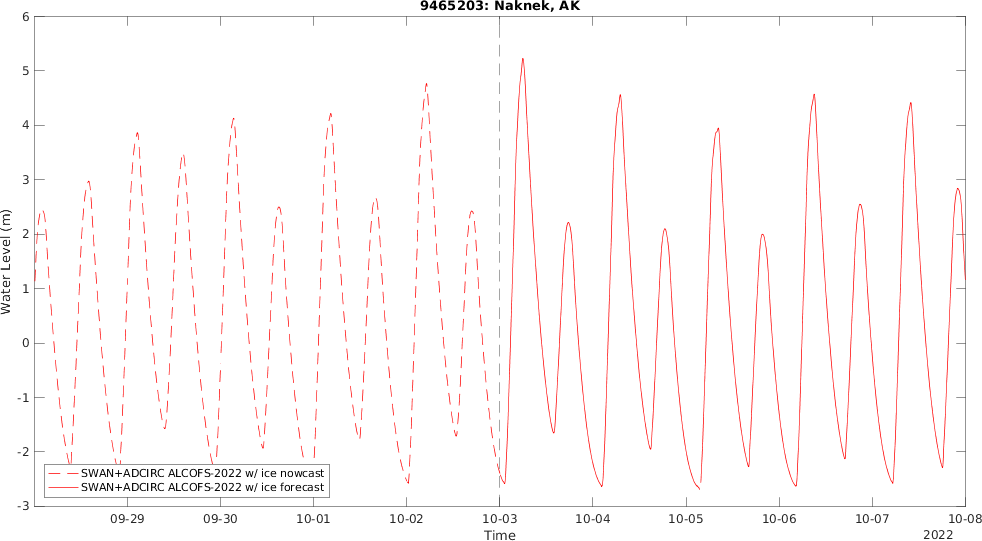 9465203: Naknek, AK
6
5
4
3
2
1
0
-1
-2
-3
Water Level (m)
SWAN+ADCIRC ALCOFS-2022 w/ ice nowcast
SWAN+ADCIRC ALCOFS-2022 w/ ice forecast
09-29 09-30 10-01 10-02 10-03 10-04 10-05 10-06 10-07 10-08
Time
2022